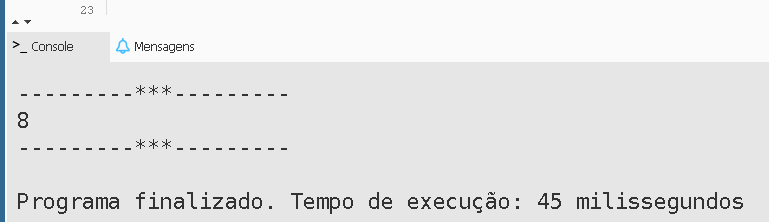 23
>_ Console
Mensagens
---------***---------
8
---------***---------
Programa finalizado. Tempo de execução: 45 milissegundos